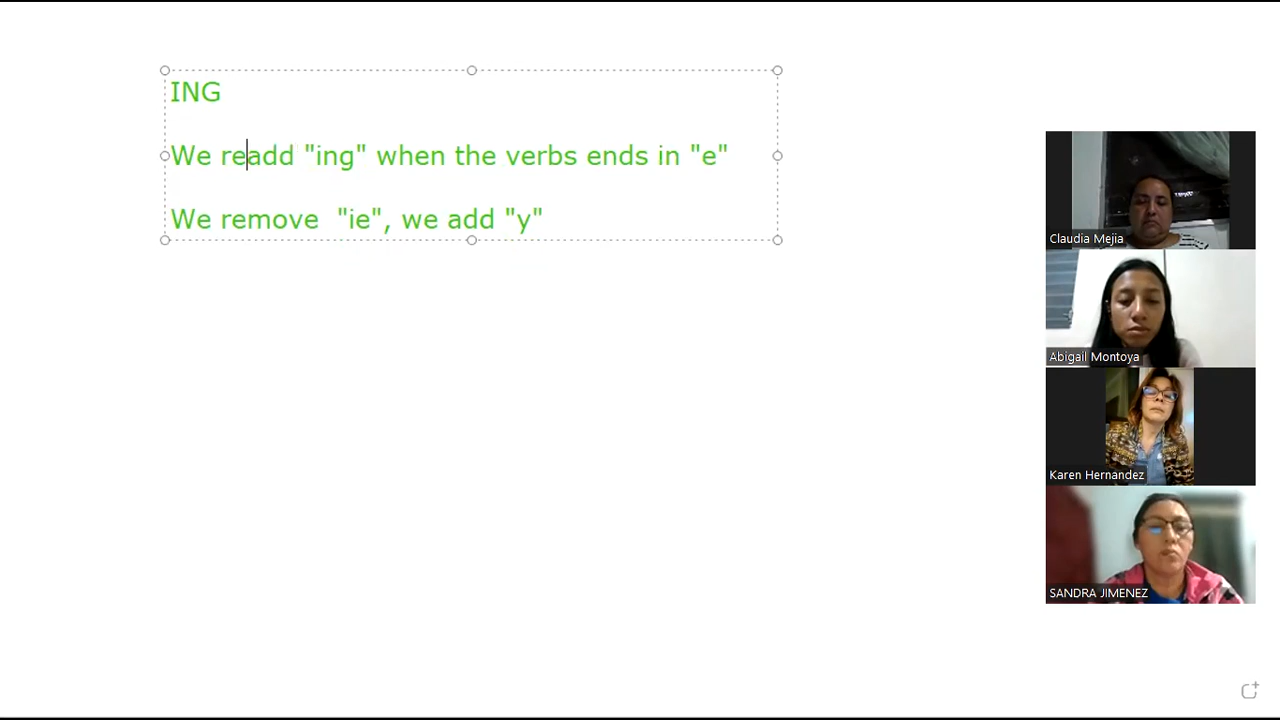 ING
We readd "ing" when the verbs ends in "e"
We remove "ie", we add "y"
Claudia Mejia
Abigail Montoya
Karen Hernandez
SANDRA JIMENEZ